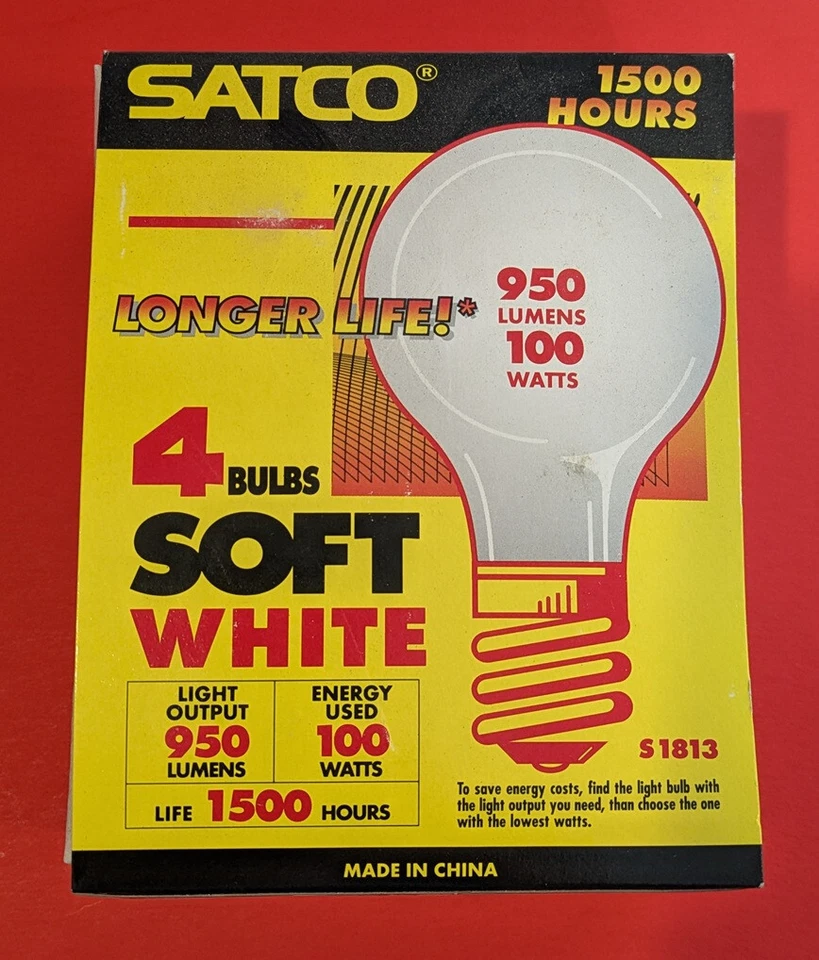 SATCO®
1500
HOURS
LONGER LIFE!*
950
LUMENS
100
WATTS
4 BULBS
SOFT
WHITE
LIGHT
OUTPUT
950
LUMENS
ENERGY
USED
100
WATTS
LIFE 1500 HOURS
S1813
To save energy costs, find the light bulb with
the light output you need, than choose the one
with the lowest watts.
MADE IN CHINA